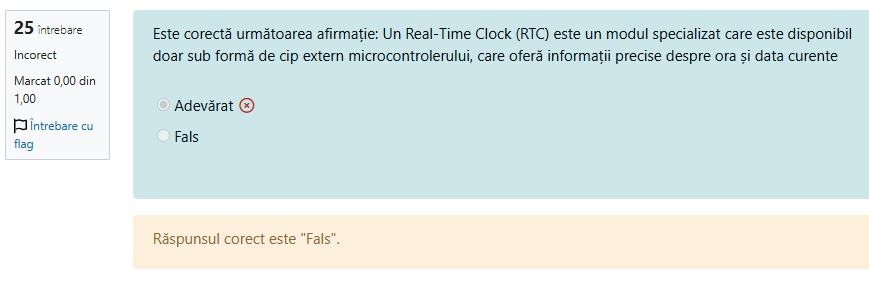 25 întrebare
Incorect
Marcat 0,00 din
1,00
Întrebare cu
flag
Este corectă următoarea afirmație: Un Real-Time Clock (RTC) este un modul specializat care este disponibil
doar sub formă de cip extern microcontrolerului, care oferă informații precise despre ora și data curente
Adevărat
Fals
Răspunsul corect este "Fals".